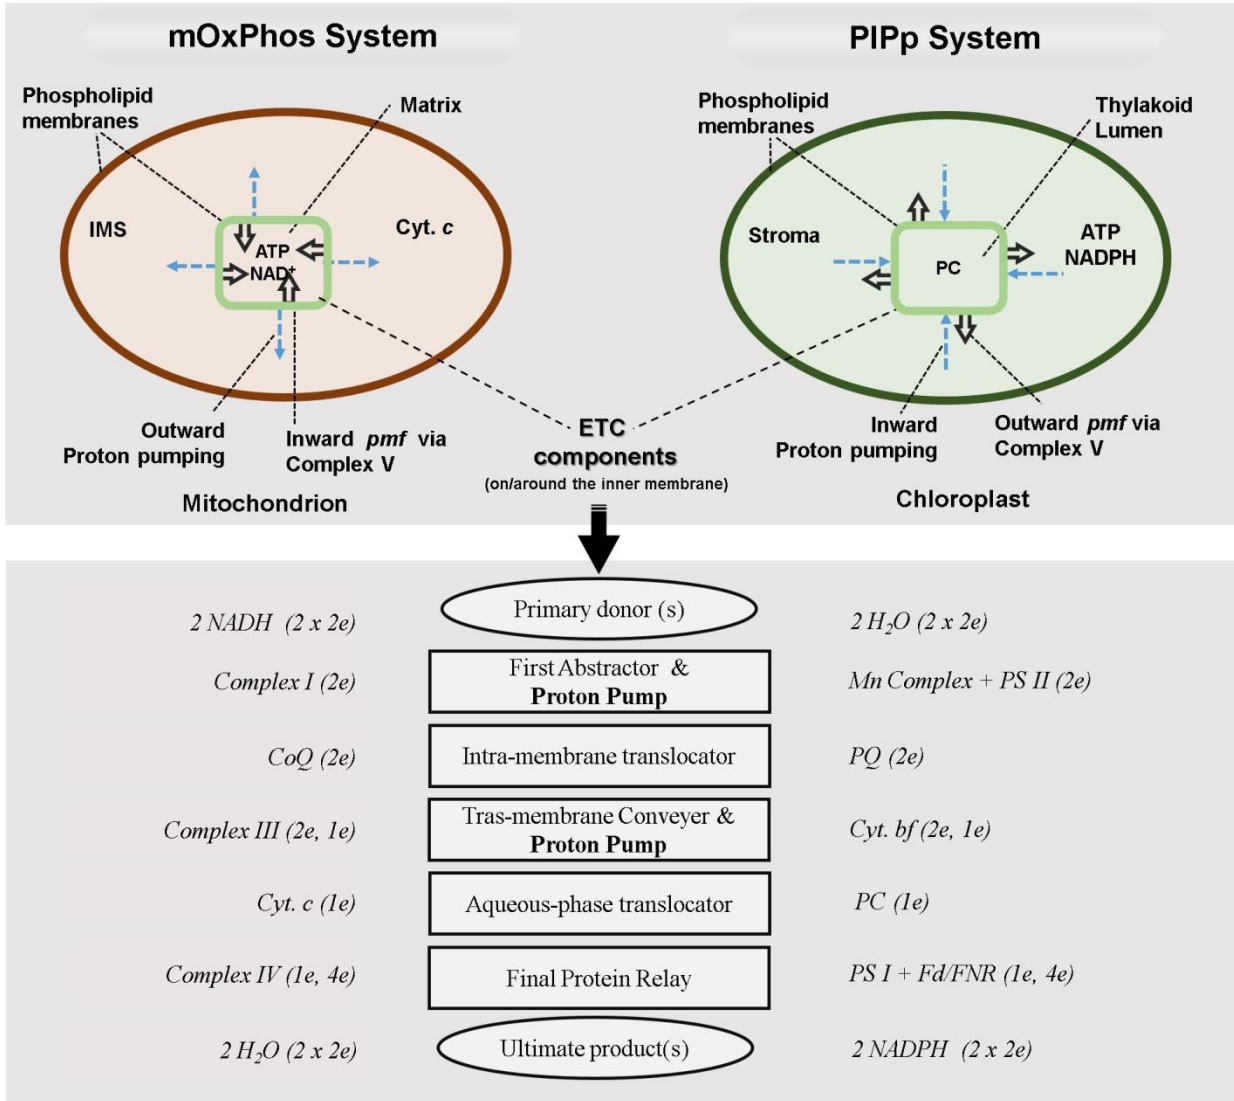 mOxPhos System
PlPp System
Phospholipid
membranes
Matrix
IMS
Cyt. c
ATP
NAD+
Outward
Proton pumping
Inward pmf via
Complex V
Mitochondrion
Phospholipid
membranes
Thylakoid
Lumen
Stroma
PC
ATP
NADPH
Inward
Proton pumping
Outward pmf via
Complex V
Chloroplast
ETC
components
(on/around the inner membrane)
2 NADH (2 x 2e)
Primary donor (s)
2 H₂O (2 x 2e)
Complex I (2e)
First Abstractor &
Proton Pump
Mn Complex + PS II (2e)
CoQ (2e)
Intra-membrane translocator
PQ (2e)
Complex III (2e, 1e)
Tras-membrane Conveyer &
Proton Pump
Cyt. bf (2e, 1e)
Cyt. c (1e)
Aqueous-phase translocator
PC (1e)
Complex IV (1e, 4e)
Final Protein Relay
PS I + Fd/FNR (1e, 4e)
2 H₂O (2 x 2e)
Ultimate product(s)
2 NADPH (2 x 2e)